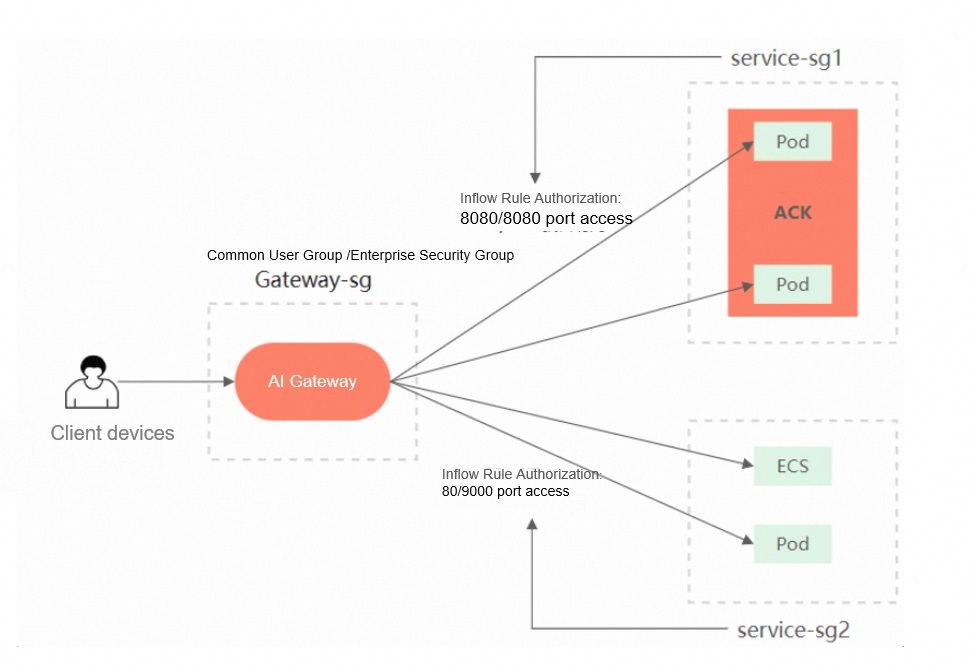 service-sg1
Pod
ACK
Pod
Inflow Rule Authorization:
8080/8080 port access
Common User Group /Enterprise Security Group
Gateway-sg
AI Gateway
Client devices
ECS
Pod
Inflow Rule Authorization:
80/9000 port access
service-sg2